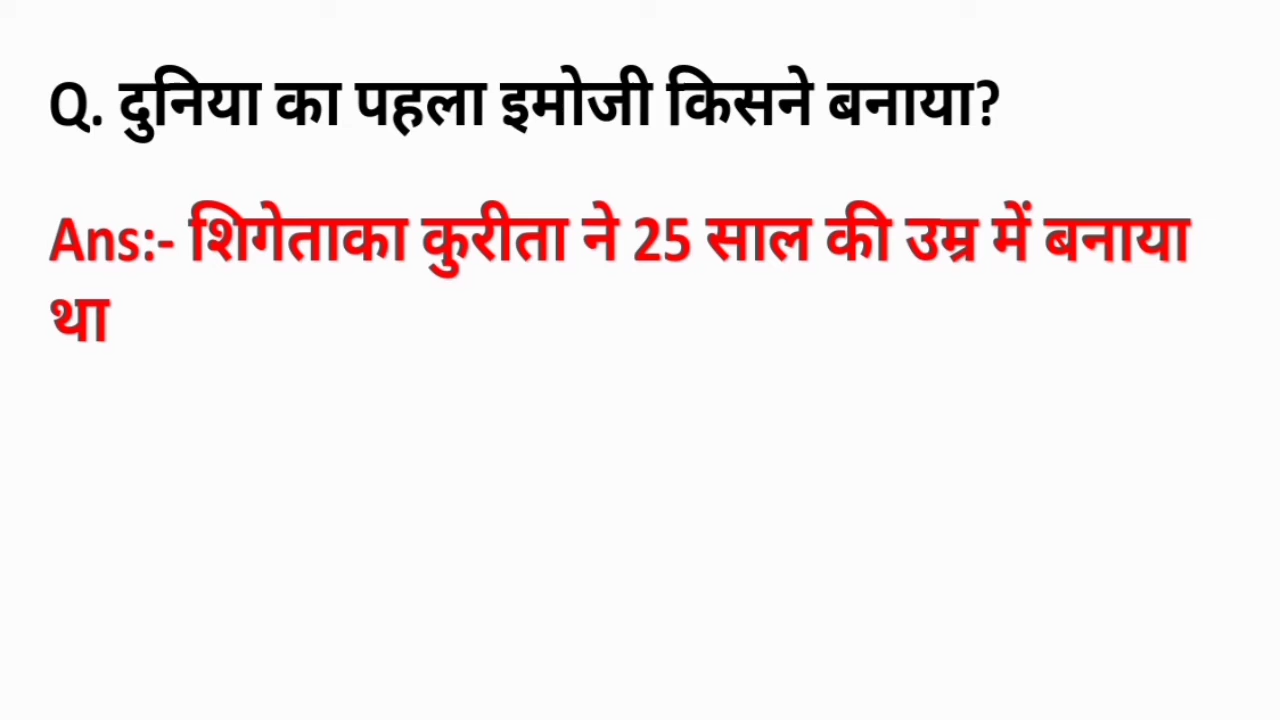 Q. दुनिया का पहला इमोजी किसने बनाया?
Ans:- शिगेताका कुरीता ने 25 साल की उम्र में बनाया
था